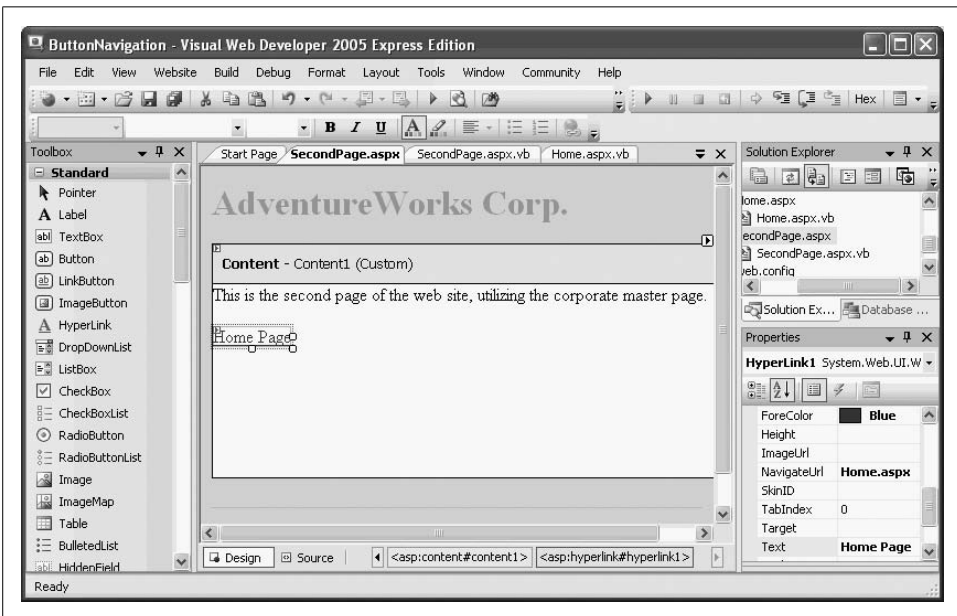 ButtonNavigation - Visual Web Developer 2005 Express Edition
File Edit View Website Build Debug Format Layout Tools Window Community Help
Hex
B I U A
Toolbox
Standard
Pointer
A Label
abl TextBox
ab Button
ab LinkButton
ImageButton
A HyperLink
DropDownList
ListBox
CheckBox
CheckBoxList
RadioButton
RadioButtonList
Image
ImageMap
Table
BulletedList
abl HiddenField
Start Page SecondPage.aspx SecondPage.aspx.vb Home.aspx.vb
AdventureWorks Corp.
Content - Content1 (Custom)
This is the second page of the web site, utilizing the corporate master page.
Home Page
Design Source <asp:content#content1> <asp:hyperlink#hyperlink1>
Solution Explorer
ome.aspx
Home.aspx.vb
econdPage.aspx
SecondPage.aspx.vb
eb.config
Solution Ex... Database ...
Properties
HyperLink1 System.Web.UI.W
ForeColor Blue
Height
ImageUrl
NavigateUrl Home.aspx
SkinID
TabIndex 0
Target
Text Home Page
Ready